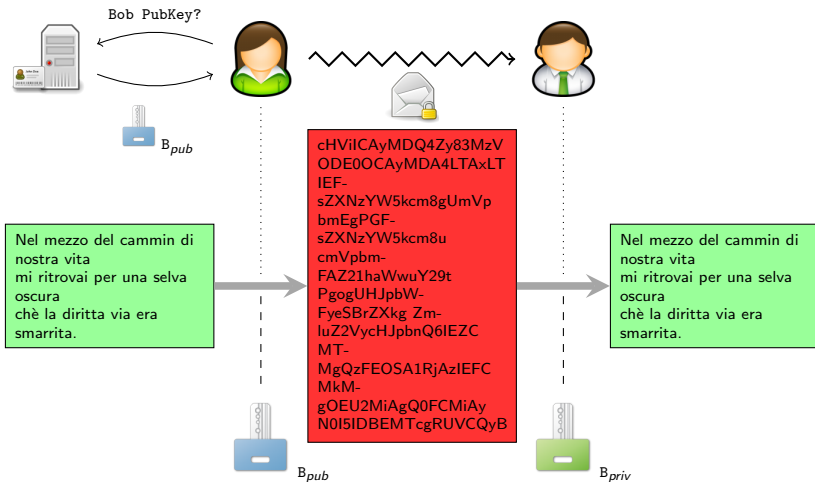 Bob PubKey?
John Doe
B_pub
Nel mezzo del cammin di
nostra vita
mi ritrovai per una selva
oscura
chè la diritta via era
smarrita.
cHViICAyMDQ4Zy83MzV
ODE0OCAyMDA4LTAxLT
IEF-
sZXNzYW5kcm8gUmVp
bmEgPGF-
sZXNzYW5kcm8u
cmVpbm-
FAZ21haWwuY29t
PgogUHJpbW-
FyeSBrZXkg Zm-
luZ2VycHJpbnQ6IEZC
MT-
MgQzFEOSA1RjAzIEFC
MkM-
gOEU2MiAgQ0FCMiAy
N0I5IDBEMTcgRUVCQyB
Nel mezzo del cammin di
nostra vita
mi ritrovai per una selva
oscura
chè la diritta via era
smarrita.
B_pub
B_priv